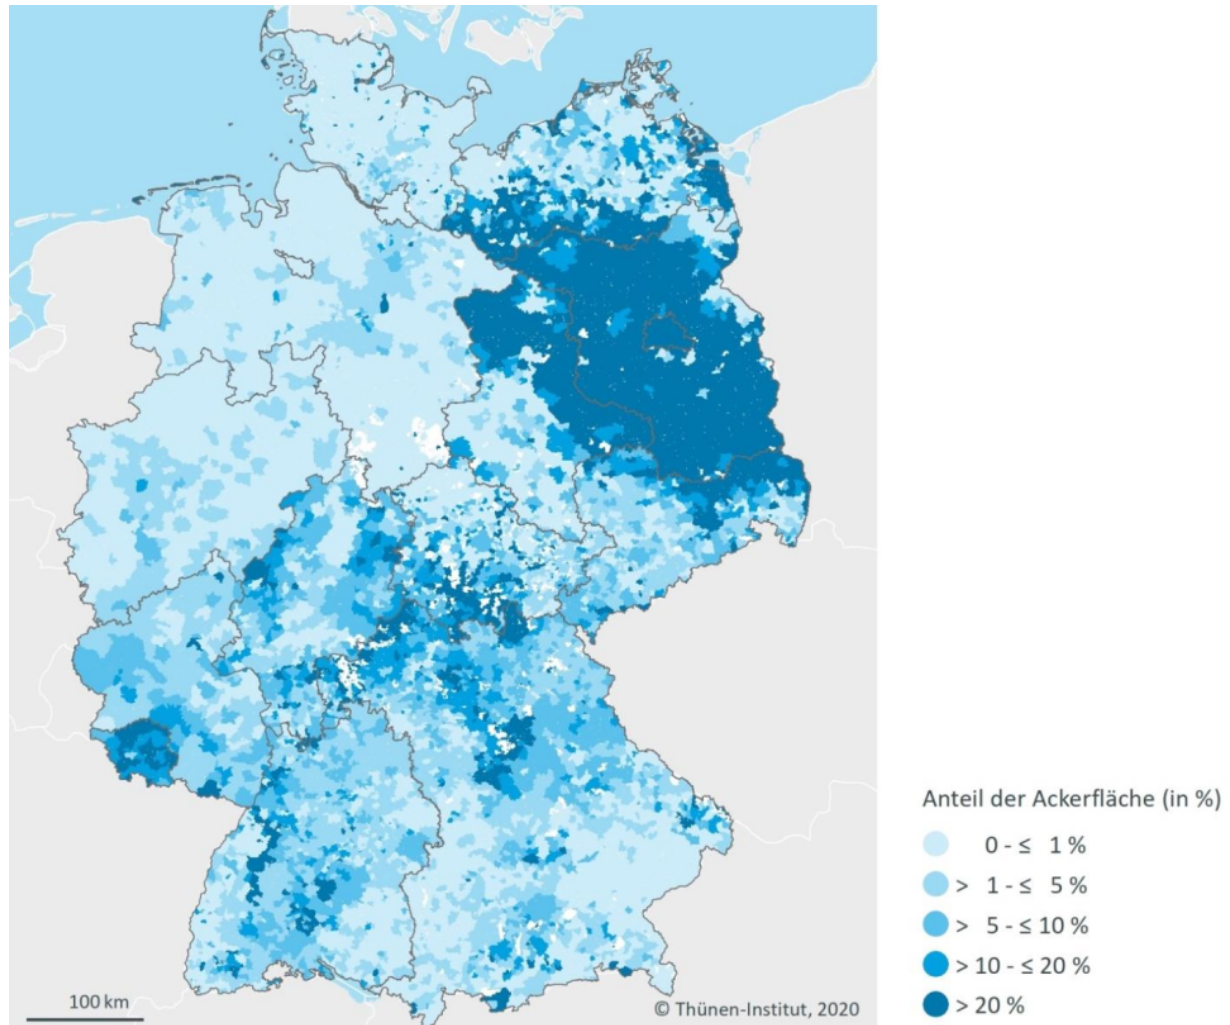 Anteil der Ackerfläche (in %)
0 - ≤ 1 %
> 1 - ≤ 5 %
> 5 - ≤ 10 %
> 10 - ≤ 20 %
> 20 %
100 km
© Thünen-Institut, 2020